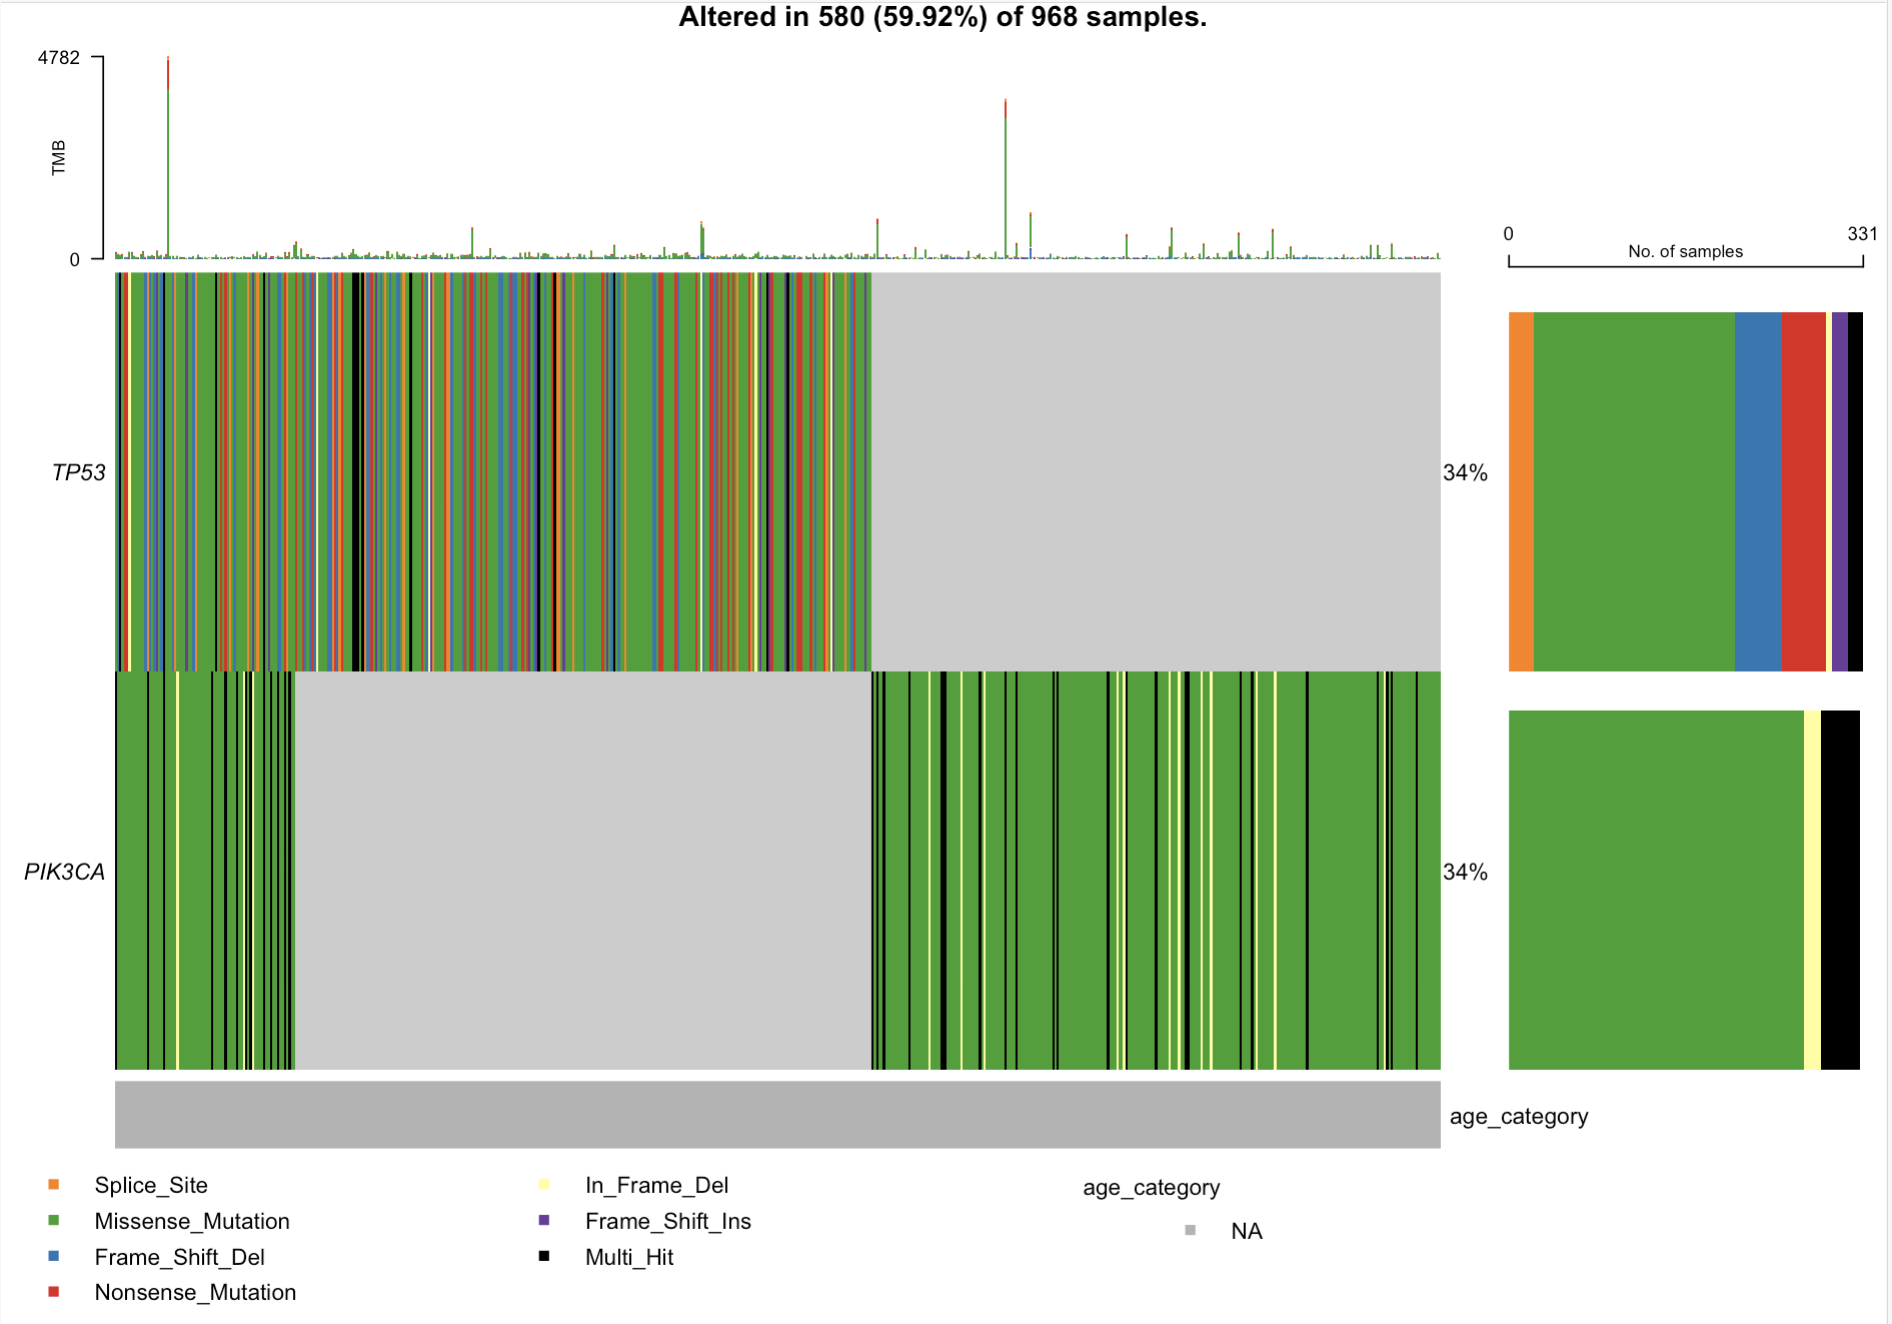 Altered in 580 (59.92%) of 968 samples.
4782
TMB
0
0 331
No. of samples
TP53 34%
PIK3CA 34%
age_category
Splice_Site In_Frame_Del age_category
Missense_Mutation Frame_Shift_Ins NA
Frame_Shift_Del Multi_Hit
Nonsense_Mutation